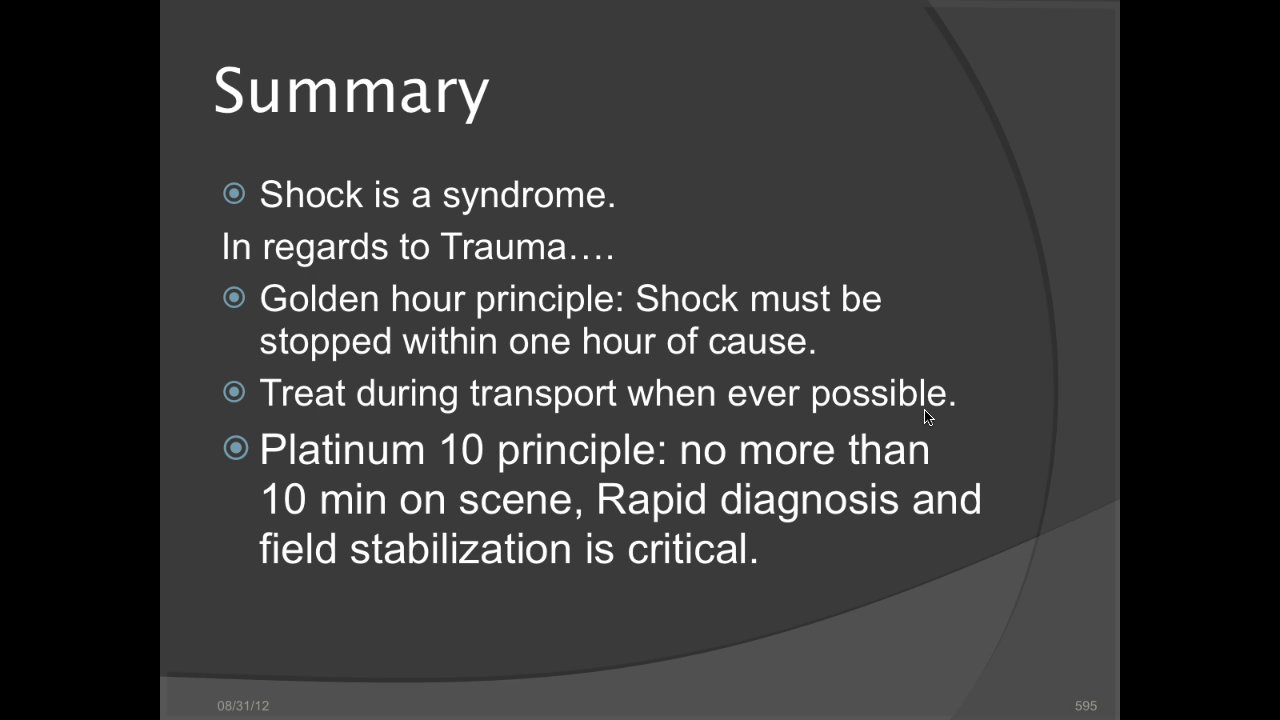 Summary
Shock is a syndrome.
In regards to Trauma….
Golden hour principle: Shock must be
stopped within one hour of cause.
Treat during transport when ever possible.
Platinum 10 principle: no more than
10 min on scene, Rapid diagnosis and
field stabilization is critical.
08/31/12
595